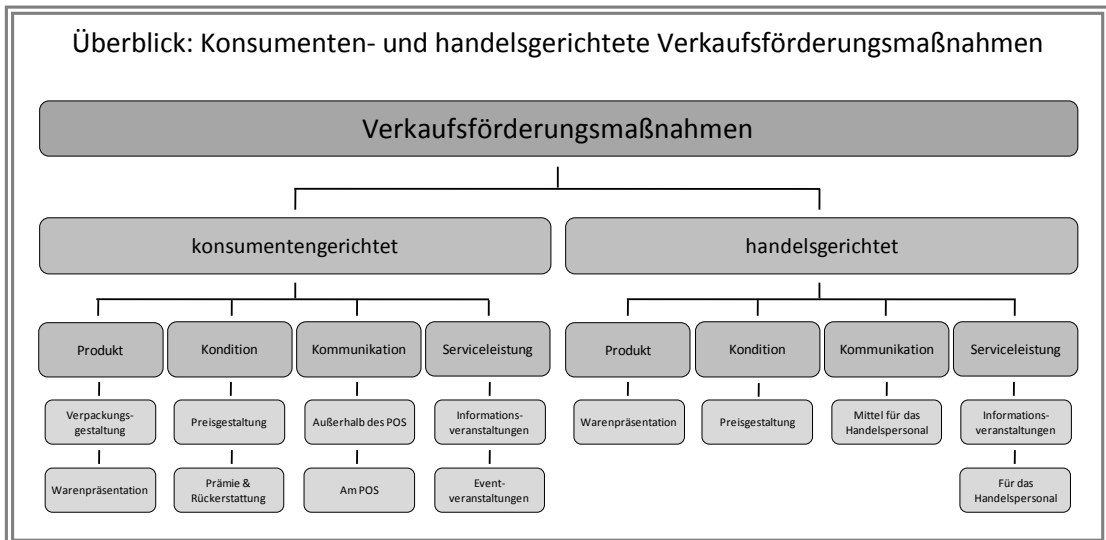 Überblick: Konsumenten- und handelsgerichtete Verkaufsförderungsmaßnahmen
Verkaufsförderungsmaßnahmen
konsumentengerichtet
handelsgerichtet
Produkt
Kondition
Kommunikation
Serviceleistung
Produkt
Kondition
Kommunikation
Serviceleistung
Verpackungs-
gestaltung
Preisgestaltung
Außerhalb des POS
Informations-
veranstaltungen
Warenpräsentation
Preisgestaltung
Mittel für das
Handelspersonal
Informations-
veranstaltungen
Warenpräsentation
Prämie &
Rückerstattung
Am POS
Event-
veranstaltungen
Für das
Handelspersonal